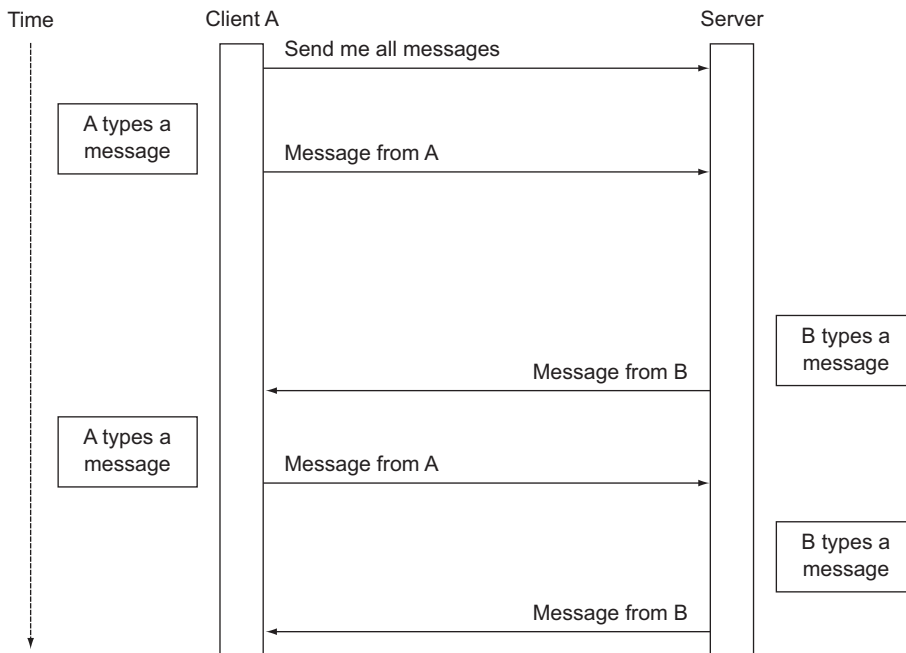 Time
Client A
Server
Send me all messages
A types a
message
Message from A
B types a
message
Message from B
A types a
message
Message from A
B types a
message
Message from B